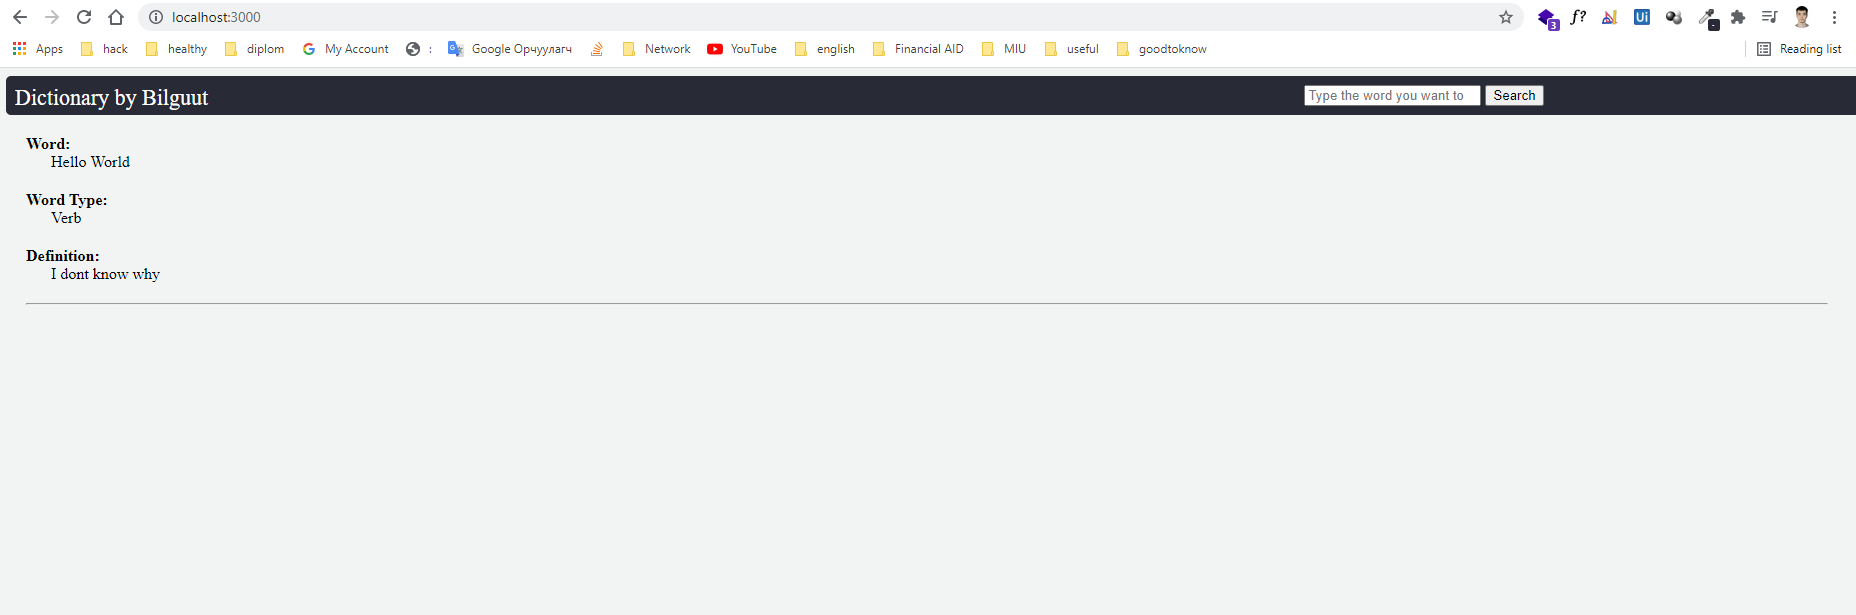 localhost:3000
Apps hack healthy diplom My Account : Google Орчуулагч Network YouTube english Financial AID MIU useful goodtoknow Reading list
Dictionary by Bilguut Type the word you want to Search
Word:
Hello World
Word Type:
Verb
Definition:
I dont know why
f?
Ui
3